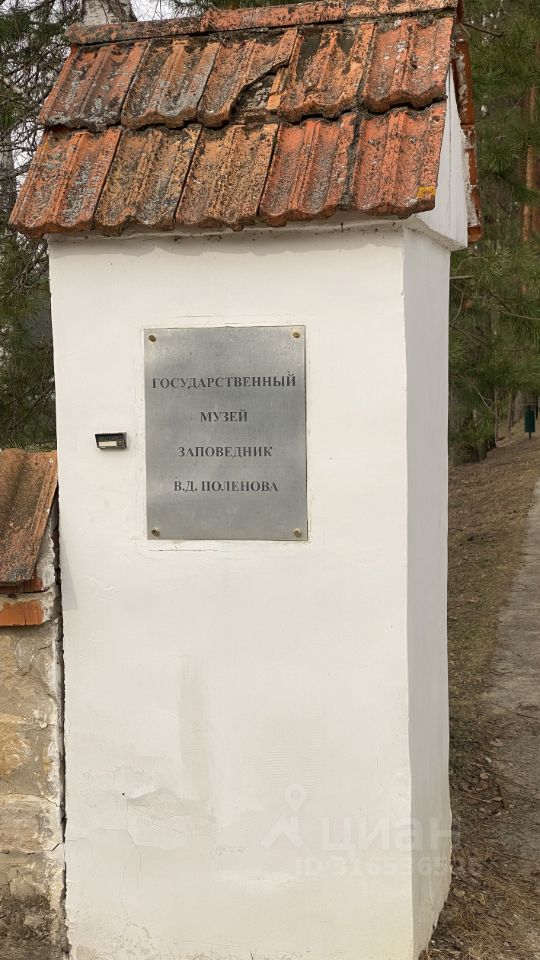 ГОСУДАРСТВЕННЫЙ
МУЗЕЙ
ЗАПОВЕДНИК
В.Д. ПОЛЕНОВА
циан